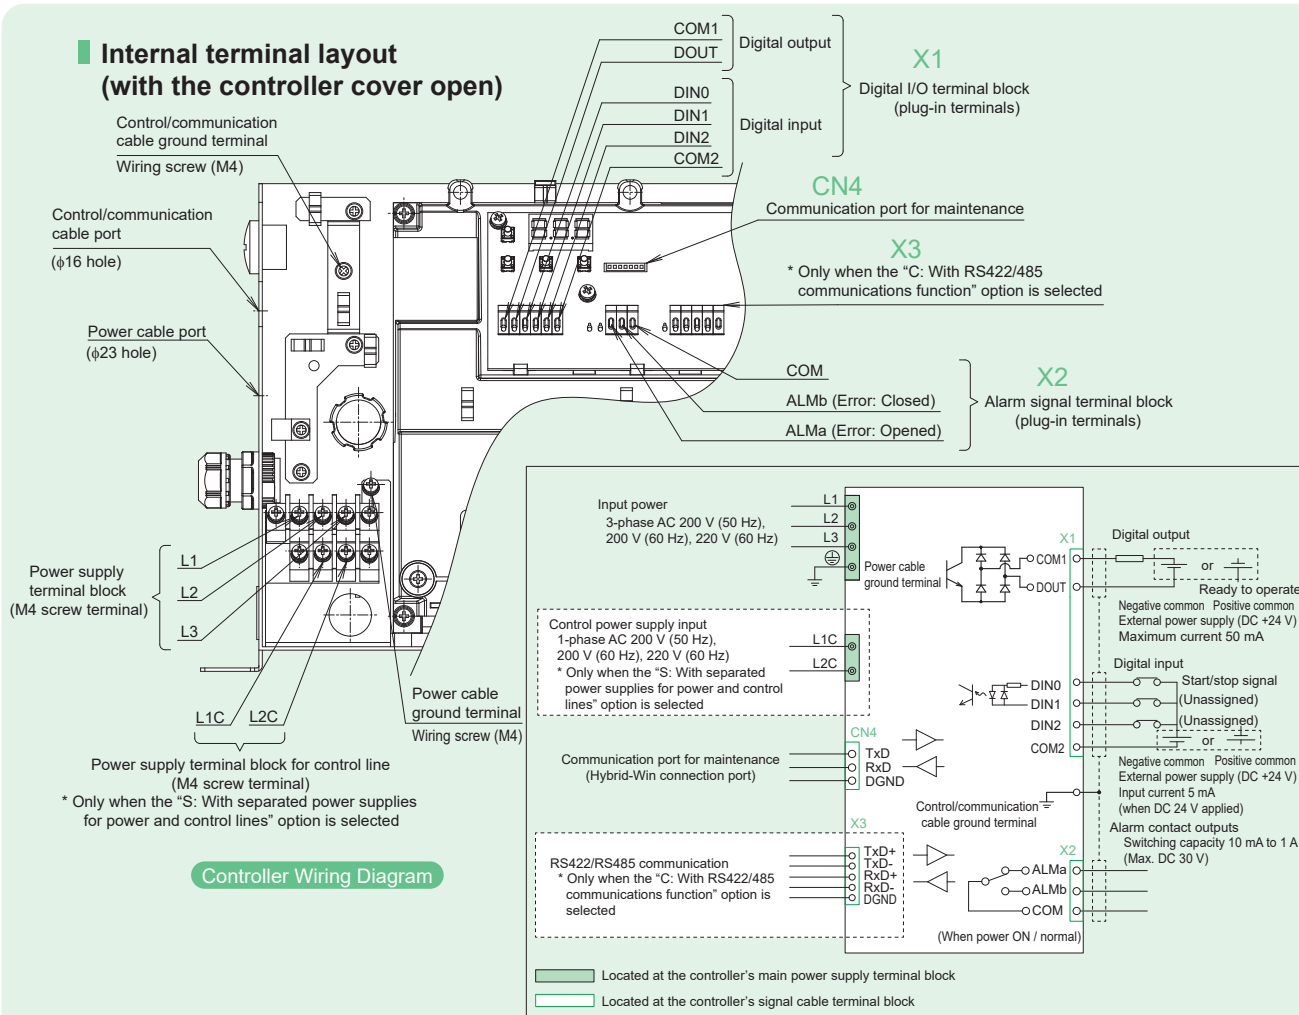 Internal terminal layout
(with the controller cover open)
COM1
DOUT
Digital output
DIN0
DIN1
DIN2
COM2
Digital input
X1
Digital I/O terminal block
(plug-in terminals)
Control/communication
cable ground terminal
Wiring screw (M4)
CN4
Communication port for maintenance
Control/communication
cable port
(ϕ16 hole)
X3
* Only when the “C: With RS422/485
communications function” option is selected
Power cable port
(ϕ23 hole)
COM
ALMb (Error: Closed)
ALMa (Error: Opened)
X2
Alarm signal terminal block
(plug-in terminals)
Power supply
terminal block
(M4 screw terminal)
L1
L2
L3
L1C
L2C
Power supply terminal block for control line
(M4 screw terminal)
* Only when the “S: With separated power supplies
for power and control lines” option is selected
Power cable
ground terminal
Wiring screw (M4)
Controller Wiring Diagram
Input power
3-phase AC 200 V (50 Hz),
200 V (60 Hz), 220 V (60 Hz)
L1
L2
L3
Power cable
ground terminal
Control power supply input
1-phase AC 200 V (50 Hz),
200 V (60 Hz), 220 V (60 Hz)
* Only when the “S: With separated
power supplies for power and control
lines” option is selected
L1C
L2C
CN4
TxD
RxD
DGND
Communication port for maintenance
(Hybrid-Win connection port)
X3
TxD+
TxD-
RxD+
RxD-
DGND
RS422/RS485 communication
* Only when the “C: With RS422/485
communications function” option is
selected
X1
COM1
DOUT
Digital output
or
Ready to operate
Negative common Positive common
External power supply (DC +24 V)
Maximum current 50 mA
Digital input
DIN0
DIN1
DIN2
COM2
Start/stop signal
(Unassigned)
(Unassigned)
or
Negative common Positive common
External power supply (DC +24 V)
Input current 5 mA
(when DC 24 V applied)
Control/communication
cable ground terminal
Alarm contact outputs
Switching capacity 10 mA to 1 A
(Max. DC 30 V)
X2
ALMa
ALMb
COM
(When power ON / normal)
Located at the controller’s main power supply terminal block
Located at the controller’s signal cable terminal block